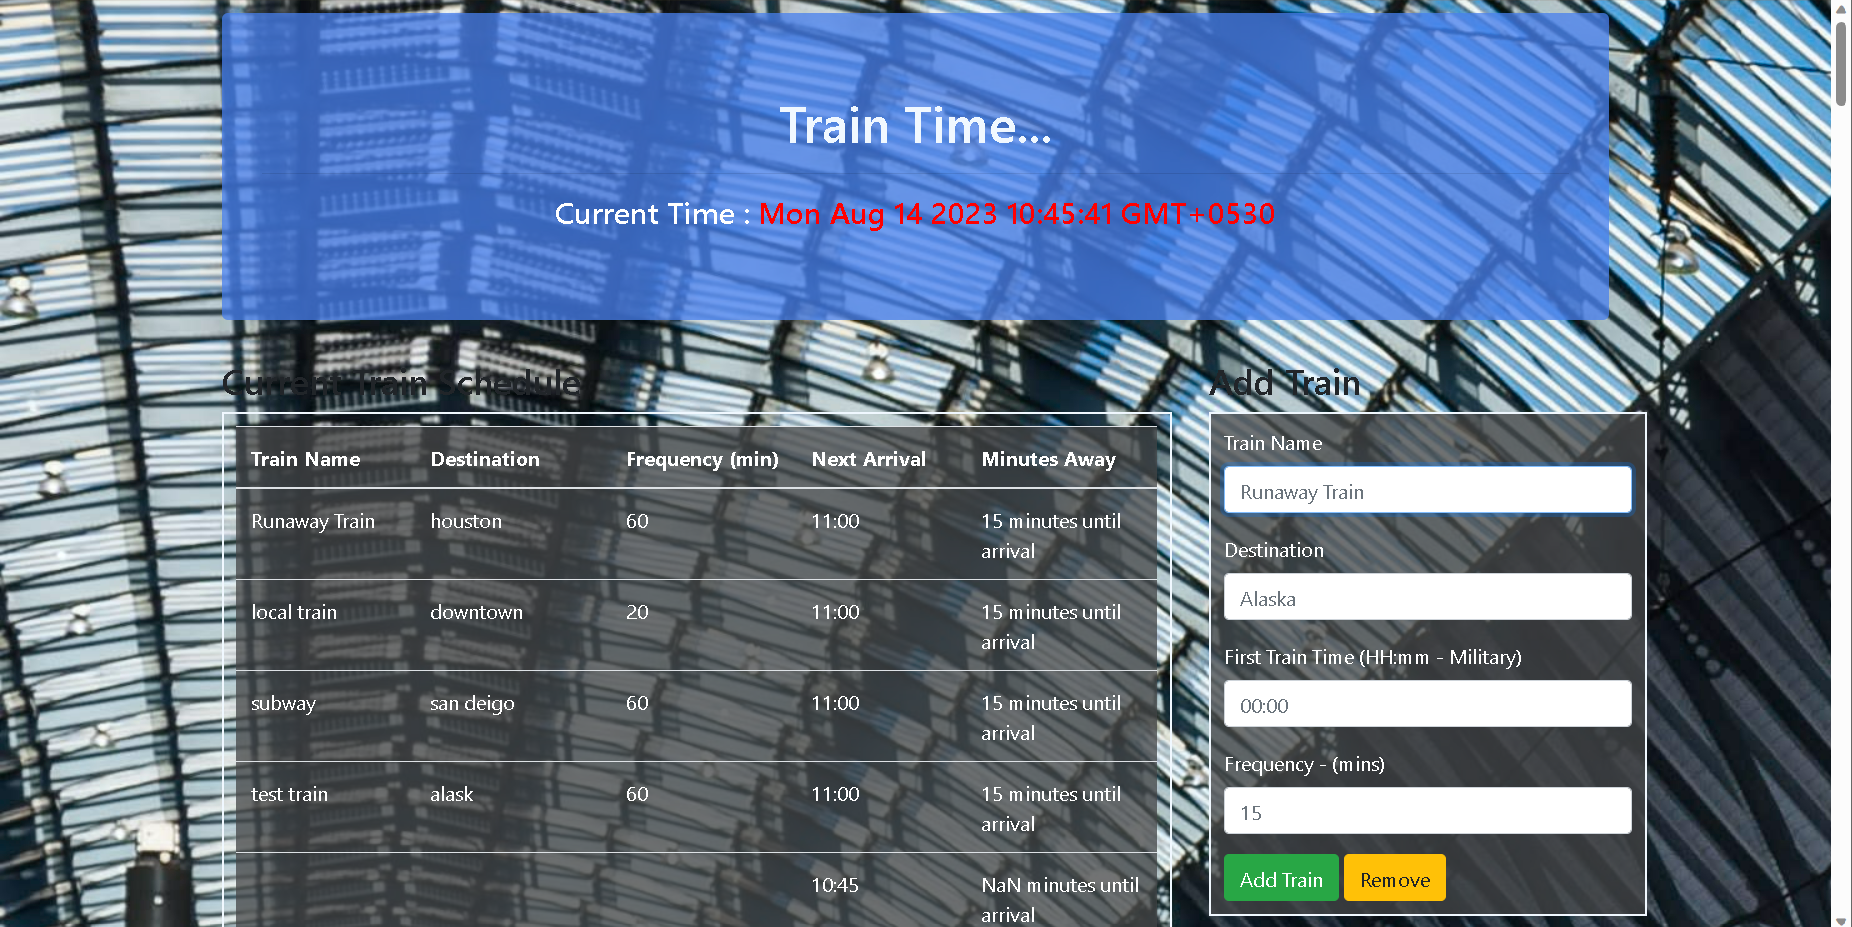 Train Time...
Current Time : Mon Aug 14 2023 10:45:41 GMT+0530
Current Train Schedule
Train Name Destination Frequency (min) Next Arrival Minutes Away
Runaway Train houston 60 11:00 15 minutes until
arrival
local train downtown 20 11:00 15 minutes until
arrival
subway san deigo 60 11:00 15 minutes until
arrival
test train alask 60 11:00 15 minutes until
arrival
10:45 NaN minutes until
arrival
Add Train
Train Name
Runaway Train
Destination
Alaska
First Train Time (HH:mm - Military)
00:00
Frequency - (mins)
15
Add Train Remove